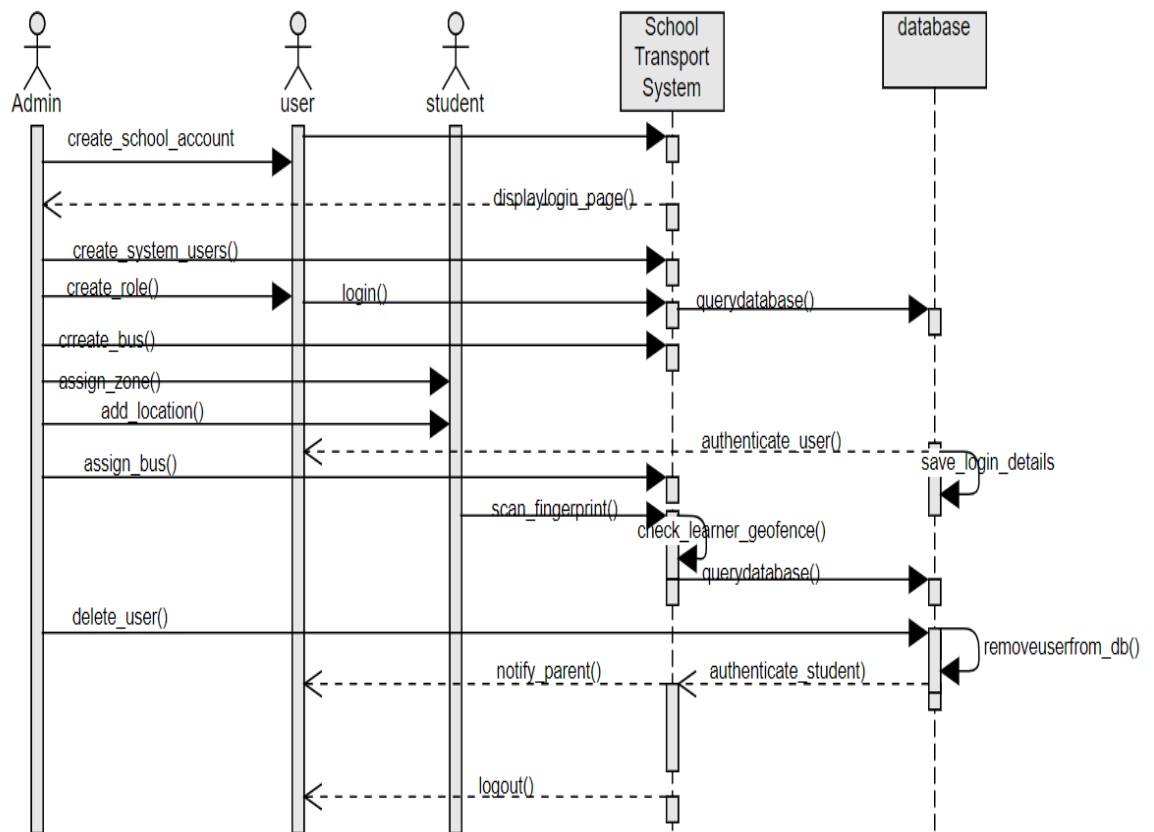 School
Transport
System
database
Admin
user
student
create_school_account
displaylogin_page()
create_system_users()
create_role()
login()
querydatabase()
crreate_bus()
assign_zone()
add_location()
authenticate_user()
assign_bus()
save_login_details
scan_fingerprint()
check_learner_geofence()
querydatabase()
delete_user()
removeuserfrom_db()
notify_parent()
authenticate_student)
logout()